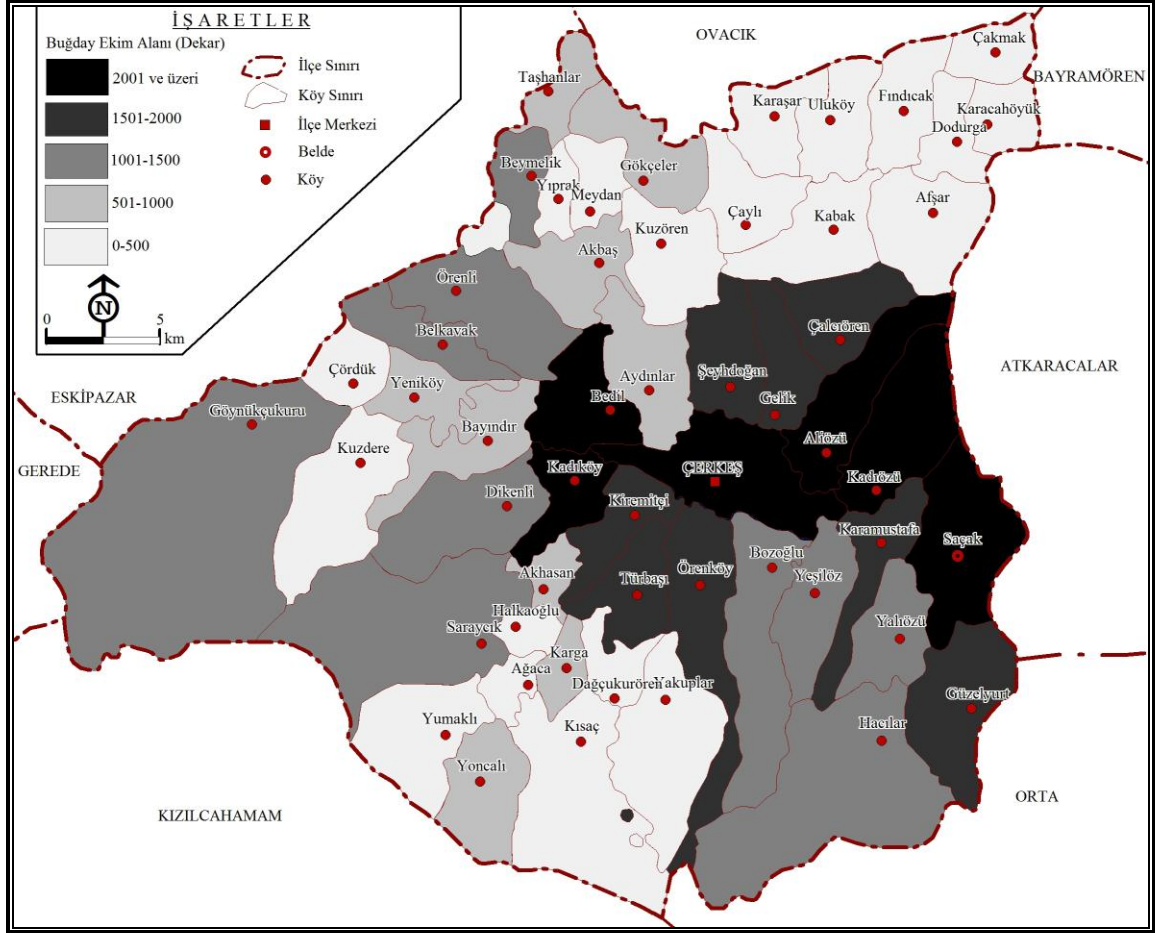 İŞARETLER
Buğday Ekim Alanı (Dekar)
2001 ve üzeri
1501-2000
1001-1500
501-1000
0-500
İlçe Sınırı
Köy Sınırı
İlçe Merkezi
Belde
Köy
N
0 5
km
OVACIK
BAYRAMÖREN
ATKARACALAR
ORTA
KIZILCAHAMAM
GEREDE
ESKİPAZAR
Çakmak
Taşhanlar
Karaşar
Uluköy
Fındıcak
Karacahöyük
Dodurga
Beymelik
Gökçeler
Yıprak
Meydan
Afşar
Çaylı
Kabak
Kuzören
Akbaş
Örenli
Belkavak
Çalcıören
Çördük
Yeniköy
Aydınlar
Şeyhdoğan
Gelik
Bedil
Göynükçukuru
Bayındır
Kuzdere
Aliözü
Kadıköy
ÇERKEŞ
Kadıözü
Dikenli
Kiremitçi
Karamustafa
Saçak
Bozoğlu
Yeşilöz
Akhasan
Türbaşı
Örenköy
Halkaoğlu
Saraycık
Yalıözü
Karga
Ağaca
Dağçukurören
Yakuplar
Güzelyurt
Yumaklı
Kısaç
Hacılar
Yoncalı